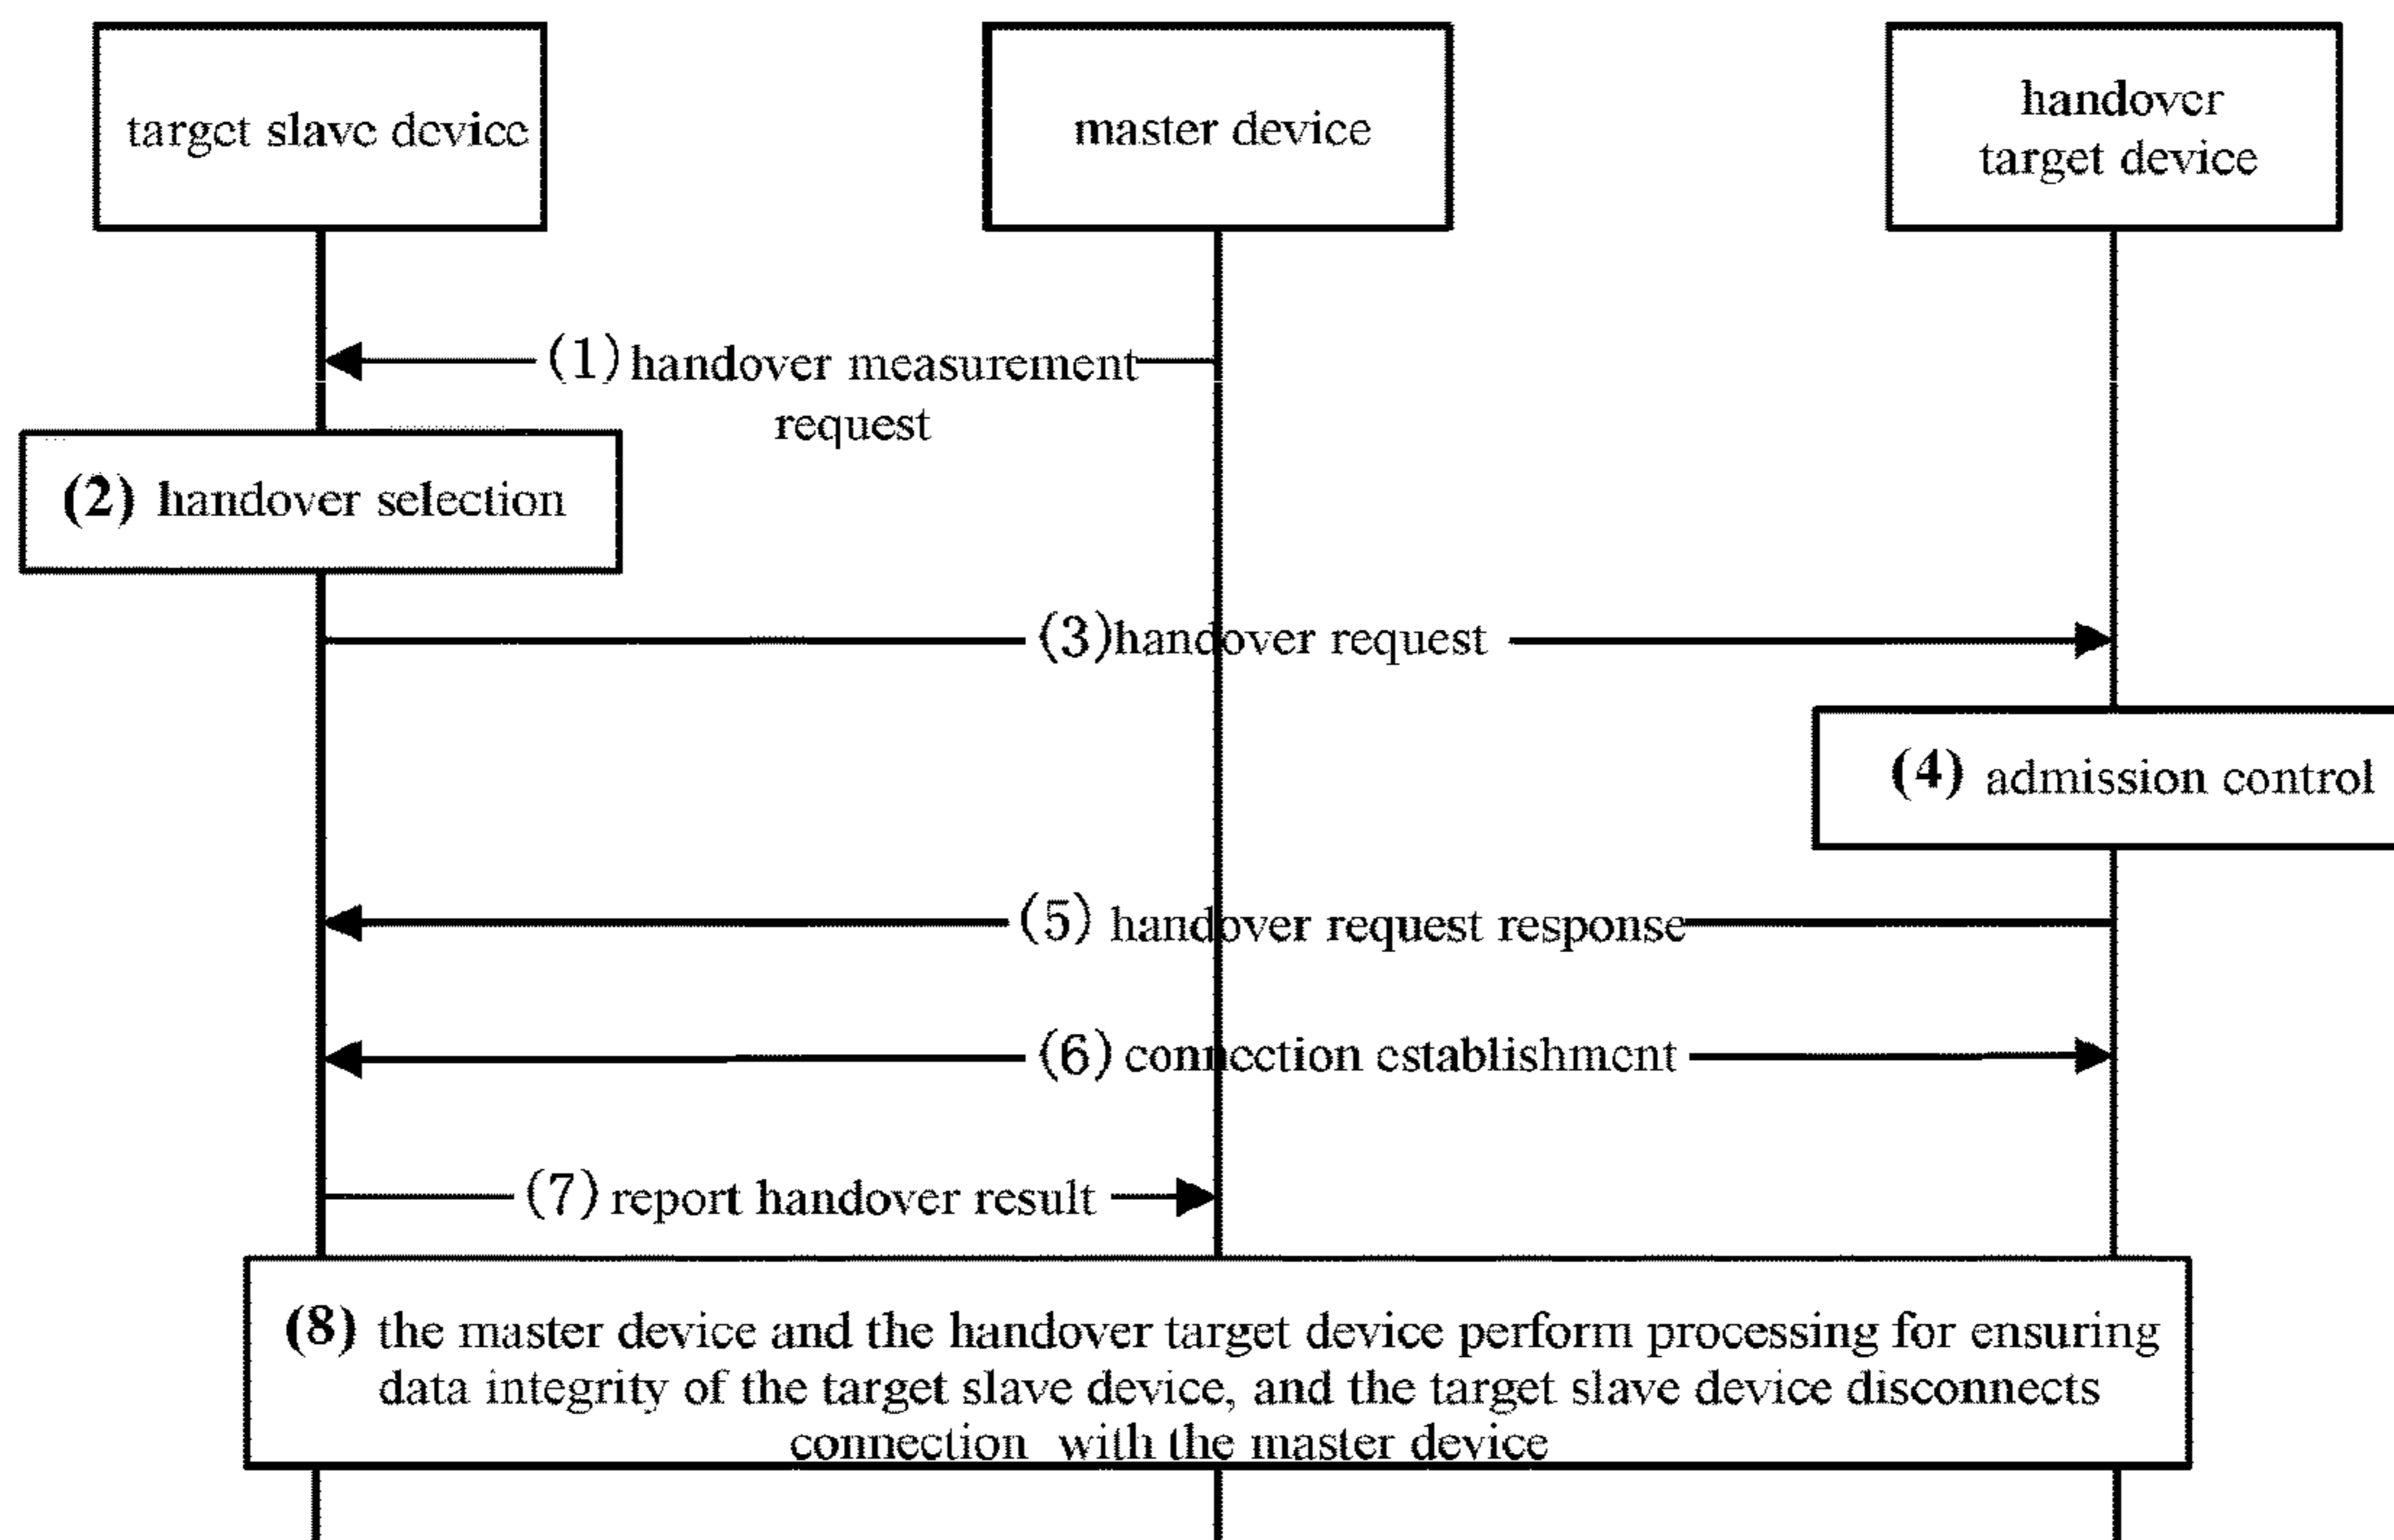 target slave device
master device
handover
target device
(1) handover measurement
request
(2) handover selection
(3)handover request
(4) admission control
(5) handover request response
(6) connection establishment
(7) report handover result
(8) the master device and the handover target device perform processing for ensuring
data integrity of the target slave device, and the target slave device disconnects
connection with the master device